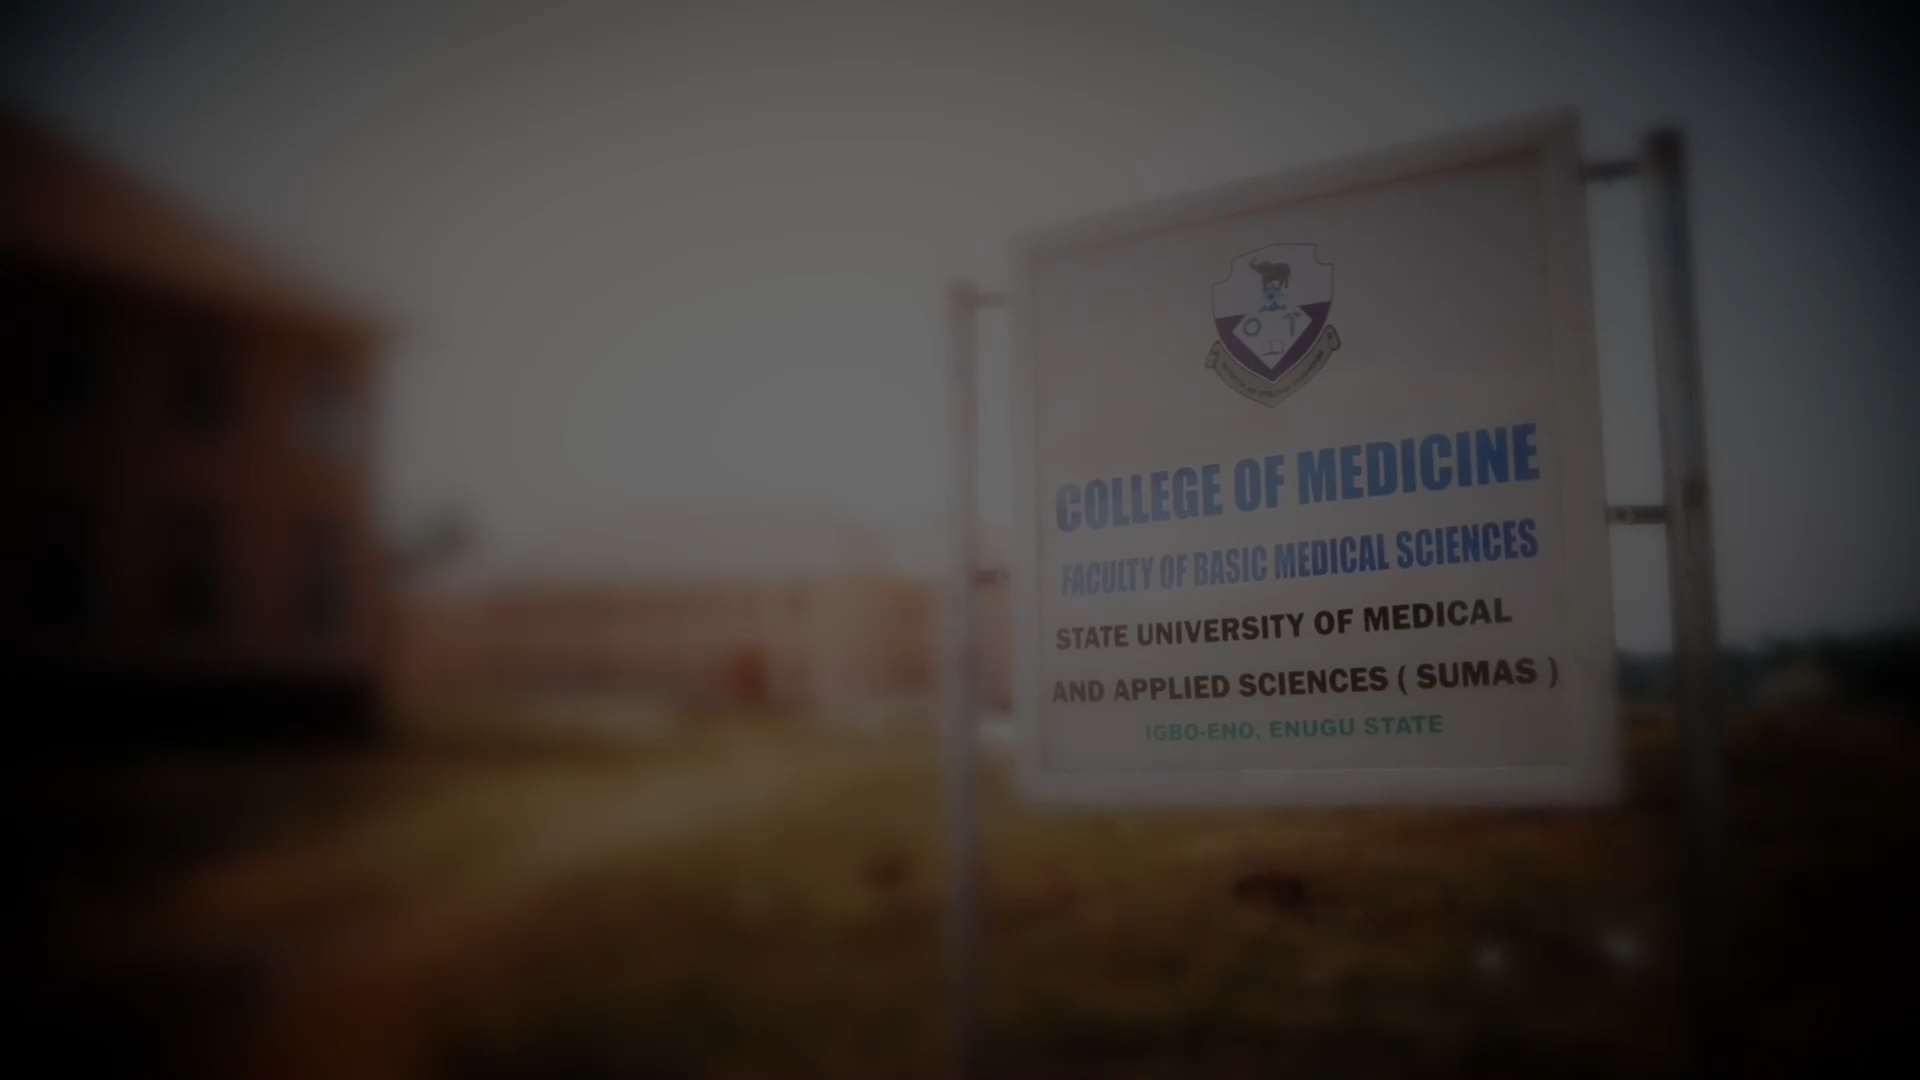 COLLEGE OF MEDICINE
FACULTY OF BASIC MEDICAL SCIENCES
STATE UNIVERSITY OF MEDICAL
AND APPLIED SCIENCES ( SUMAS )
IGBO-ENO, ENUGU STATE